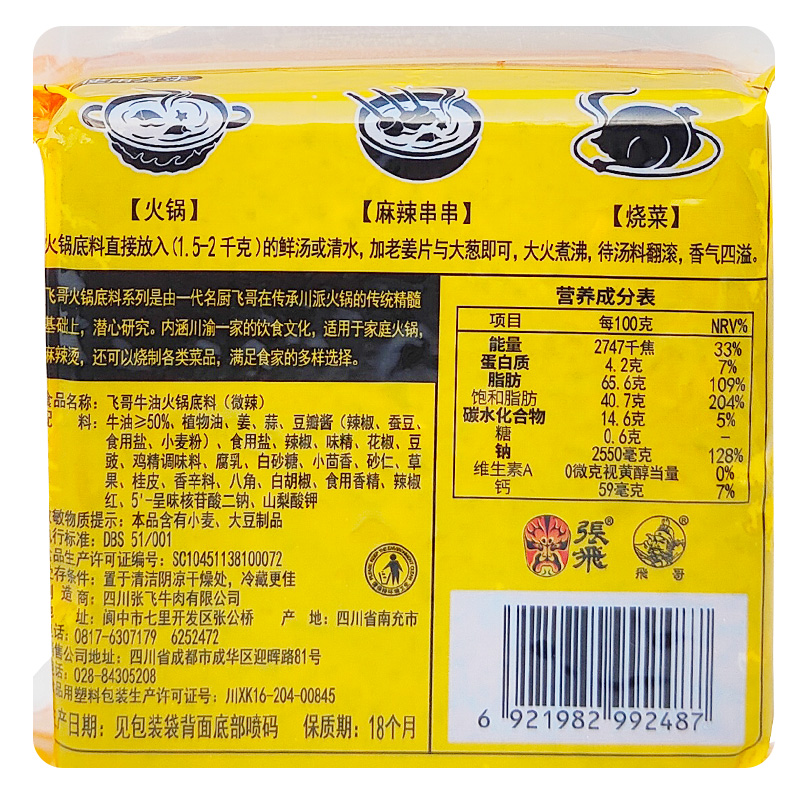 【火锅】
【麻辣串串】
【烧菜】
火锅底料直接放入(1.5-2千克)的鲜汤或清水，加老姜片与大葱即可，大火煮沸，待汤料翻滚，香气四溢。
飞哥火锅底料系列是由一代名厨飞哥在传承川派火锅的传统精髓
基础上，潜心研究。内涵川渝一家的饮食文化，适用于家庭火锅，
麻辣烫，还可以烧制各类菜品，满足食家的多样选择。
食品名称：飞哥牛油火锅底料（微辣）
配 料：牛油≥50%、植物油、姜、蒜、豆瓣酱（辣椒、蚕豆、
食用盐、小麦粉）、食用盐、辣椒、味精、花椒、豆
豉、鸡精调味料、腐乳、白砂糖、小茴香、砂仁、草
果、桂皮、香辛料、八角、白胡椒、食用香精、辣椒
红、5'-呈味核苷酸二钠、山梨酸钾
敏物质提示：本品含有小麦、大豆制品
行标准：DBS 51/001
品生产许可证编号：SC10451138100072
存条件：置于清洁阴凉干燥处，冷藏更佳
造商：四川张飞牛肉有限公司
址：阆中市七里开发区张公桥 产 地：四川省南充市
话：0817-6307179 6252472
售公司地址：四川省成都市成华区迎晖路81号
话：028-84305208
品用塑料包装生产许可证号：川XK16-204-00845
产日期：见包装袋背面底部喷码 保质期：18个月
营养成分表
项目 每100克 NRV%
能量 2747千焦 33%
蛋白质 4.2克 7%
脂肪 65.6克 109%
饱和脂肪 40.7克 204%
碳水化合物 14.6克 5%
糖 0.6克 –
钠 2550毫克 128%
维生素A 0微克视黄醇当量 0%
钙 59毫克 7%
張飛®
®
飛哥
6 921982 992487